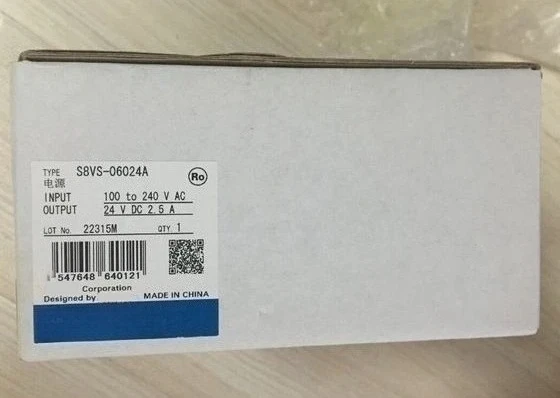 TYPE S8VS-06024A
电源
Ro
INPUT 100 to 240 V AC
OUTPUT 24 V DC 2.5 A
LOT No. 22315M QTY. 1
547648 640121
Corporation
Designed by MADE IN CHINA